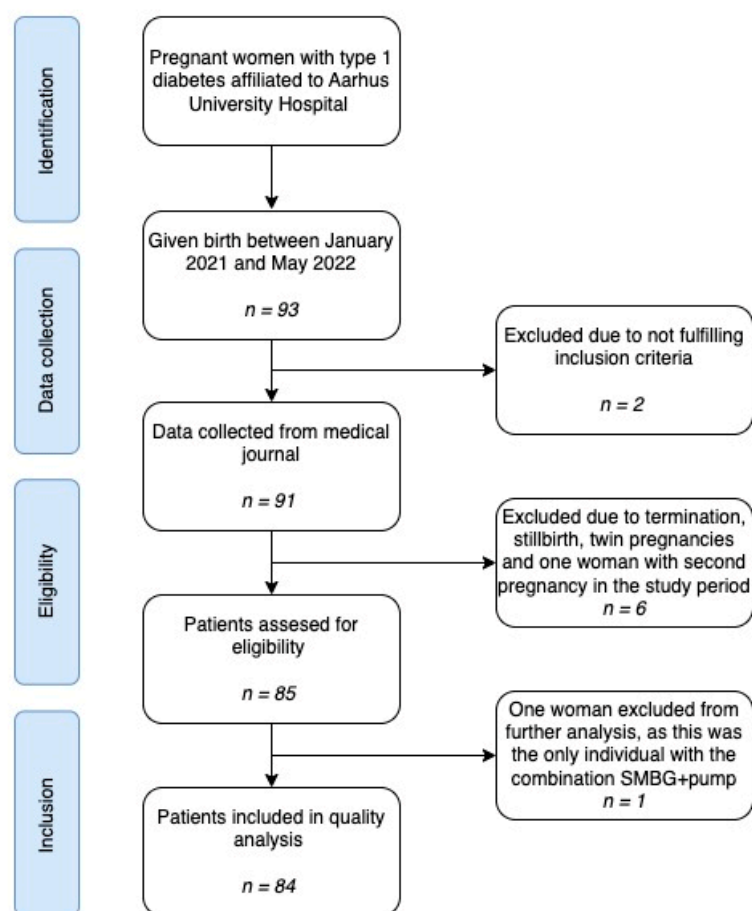 Identification
Pregnant women with type 1
diabetes affiliated to Aarhus
University Hospital
Given birth between January
2021 and May 2022
n = 93
Data collection
Excluded due to not fulfilling
inclusion criteria
n = 2
Data collected from medical
journal
n = 91
Eligibility
Excluded due to termination,
stillbirth, twin pregnancies
and one woman with second
pregnancy in the study period
n = 6
Patients assesed for
eligibility
n = 85
Inclusion
One woman excluded from
further analysis, as this was
the only individual with the
combination SMBG+pump
n = 1
Patients included in quality
analysis
n = 84